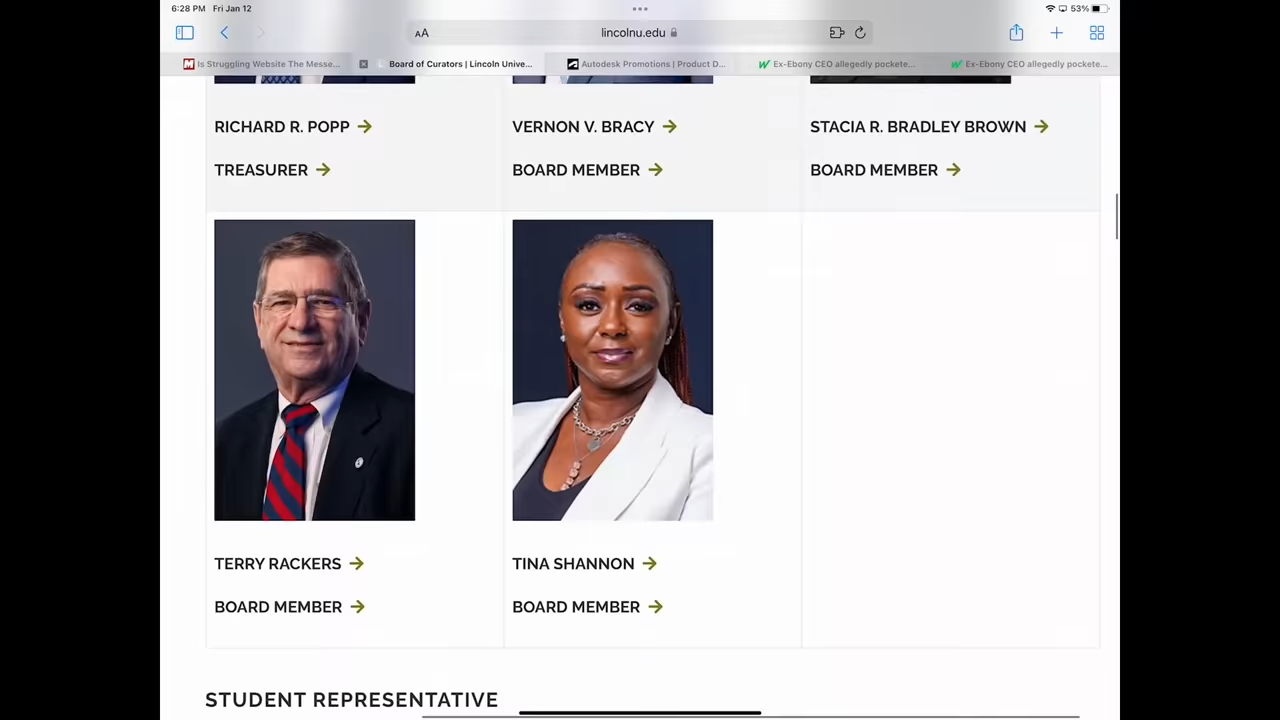 6:28 PM Fri Jan 12
53%
AA
lincolnu.edu
Is Struggling Website The Messe...
Board of Curators | Lincoln Unive...
Autodesk Promotions | Product D...
Ex-Ebony CEO allegedly pockete...
Ex-Ebony CEO allegedly pockete...
RICHARD R. POPP
VERNON V. BRACY
STACIA R. BRADLEY BROWN
TREASURER
BOARD MEMBER
BOARD MEMBER
TERRY RACKERS
TINA SHANNON
BOARD MEMBER
BOARD MEMBER
STUDENT REPRESENTATIVE